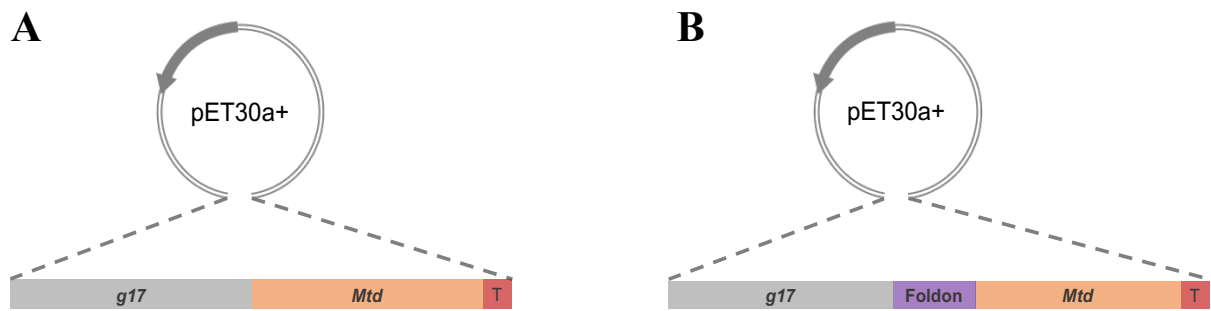 A
pET30a+
g17 Mtd T
B
pET30a+
g17 Foldon Mtd T